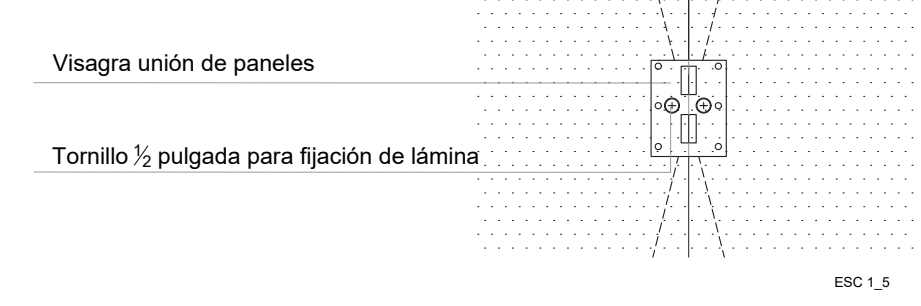 Visagra unión de paneles
Tornillo ½ pulgada para fijación de lámina
ESC 1_5